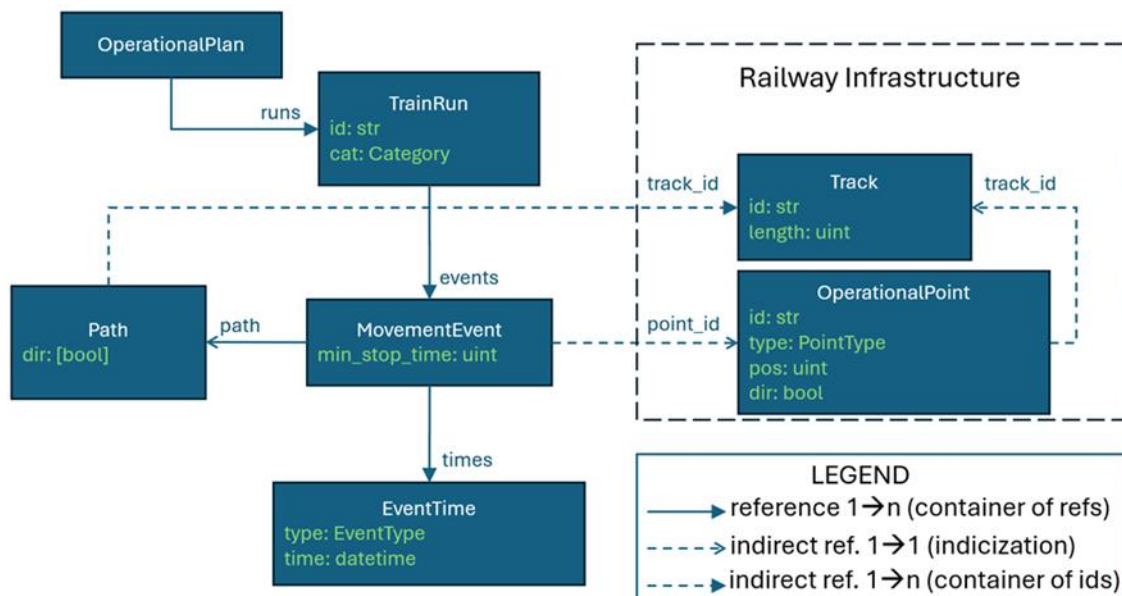 OperationalPlan
runs
TrainRun
id: str
cat: Category
events
Path
dir: [bool]
path
MovementEvent
min_stop_time: uint
times
EventTime
type: EventType
time: datetime
Railway Infrastructure
track_id
Track
id: str
length: uint
track_id
point_id
OperationalPoint
id: str
type: PointType
pos: uint
dir: bool
LEGEND
reference 1→n (container of refs)
indirect ref. 1→1 (indicization)
indirect ref. 1→n (container of ids)